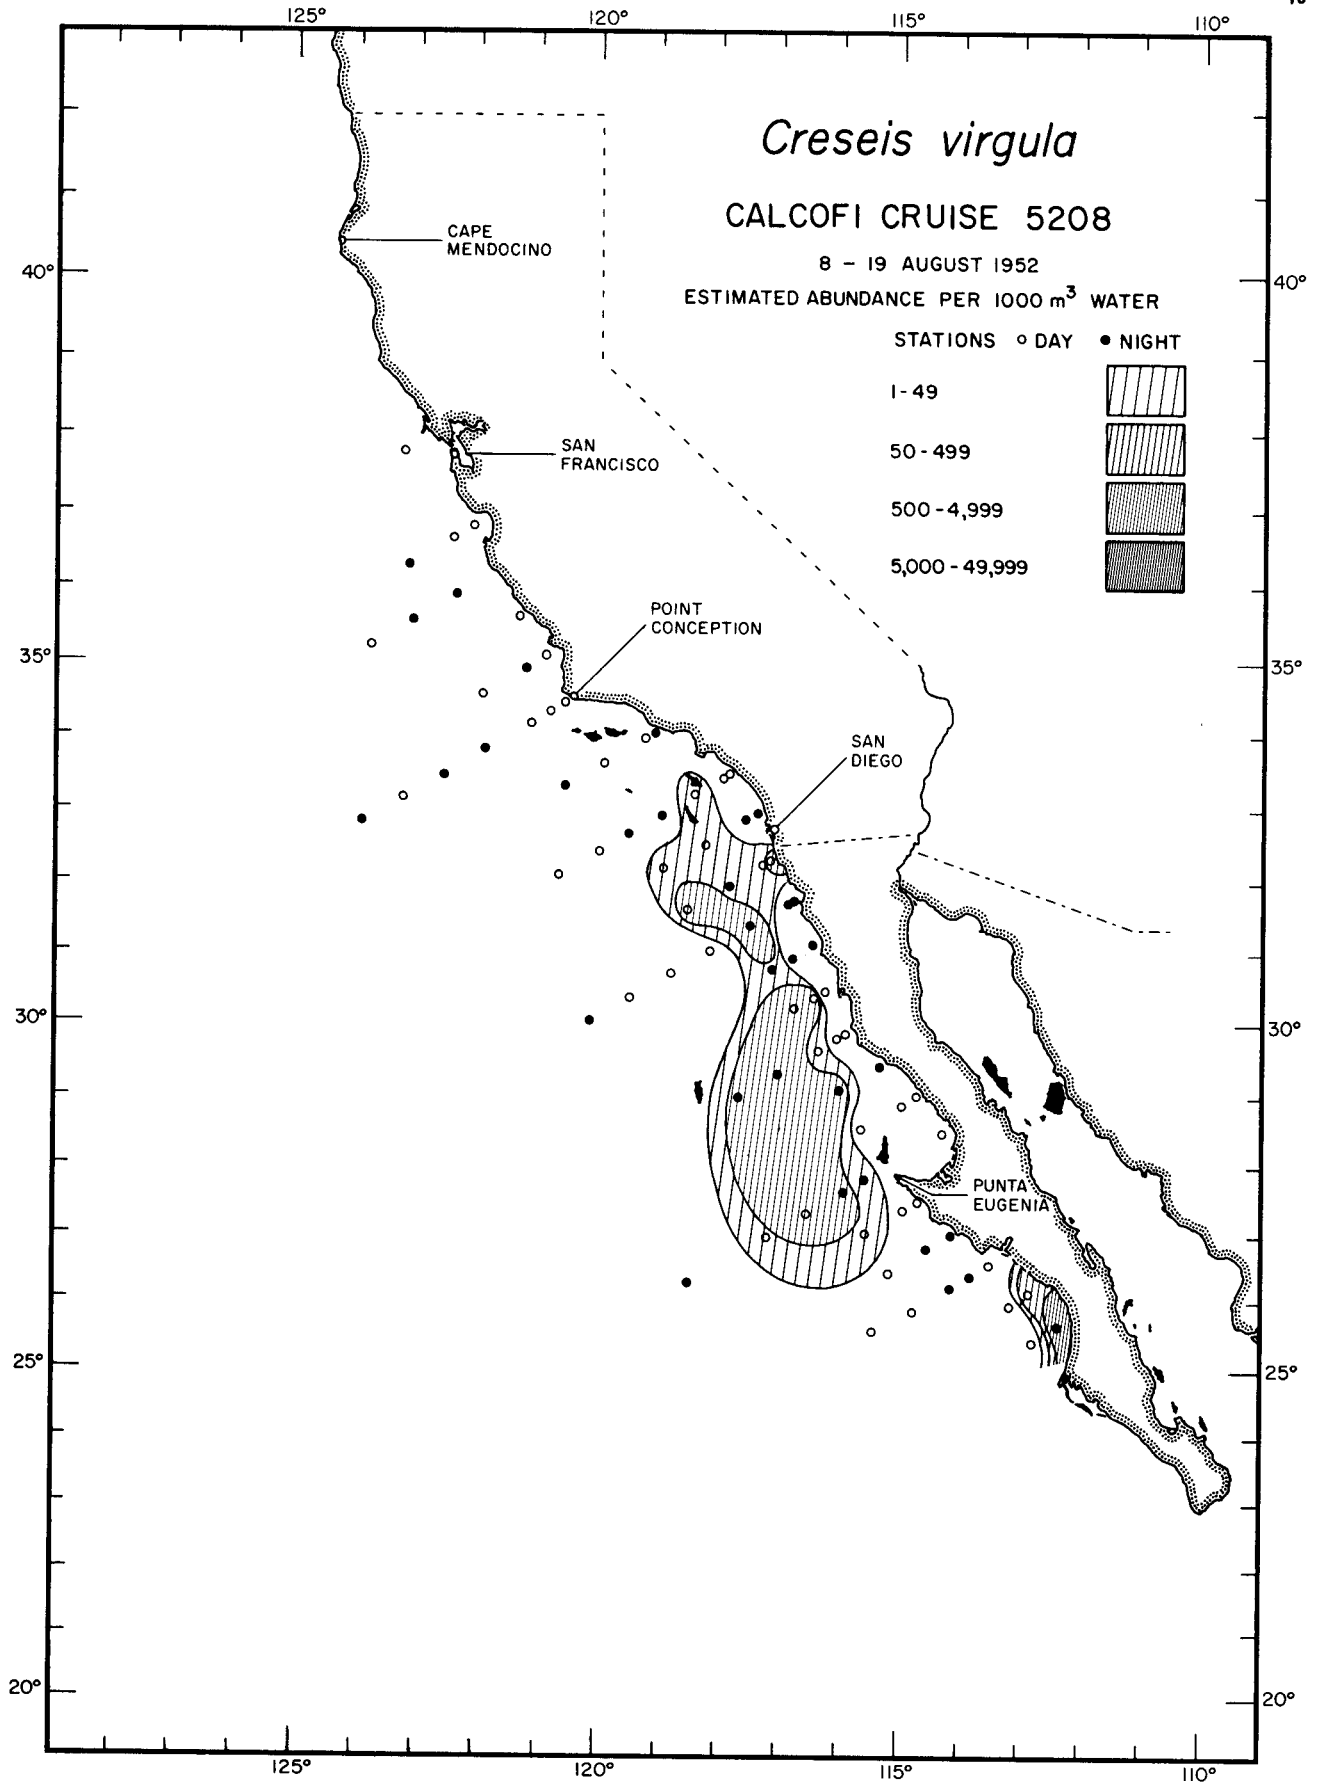 125° 120° 115° 110°
Creseis virgula
CALCOFI CRUISE 5208
8 – 19 AUGUST 1952
ESTIMATED ABUNDANCE PER 1000 m³ WATER
STATIONS ○ DAY ● NIGHT
1-49
50-499
500-4,999
5,000-49,999
CAPE
MENDOCINO
40° 40°
SAN
FRANCISCO
POINT
CONCEPTION
35° 35°
SAN
DIEGO
30° 30°
PUNTA
EUGENIA
25° 25°
20° 20°
125° 120° 115° 110°